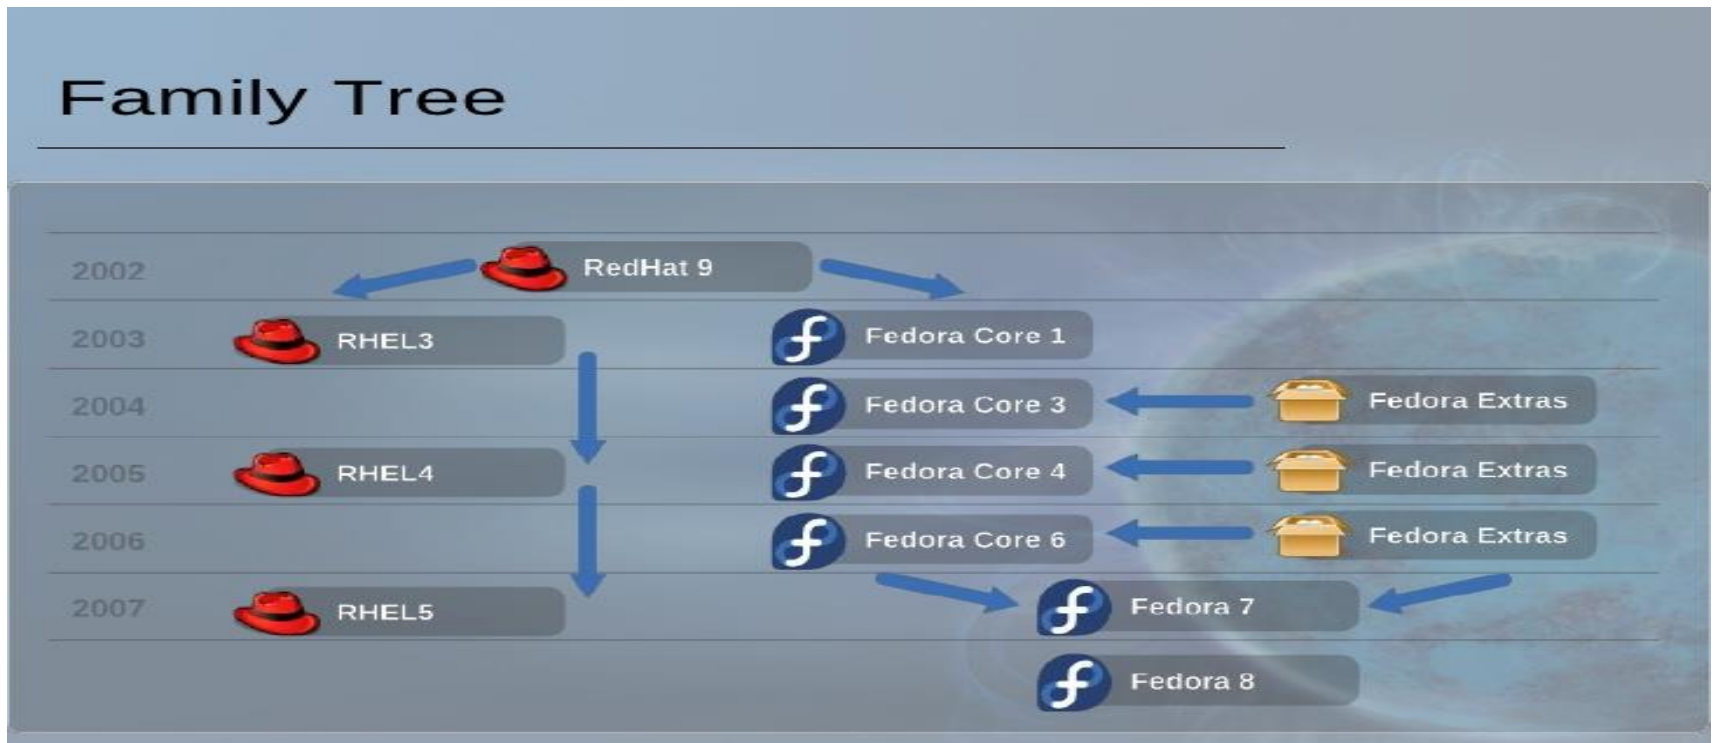 Family Tree
2002
RedHat 9
2003
RHEL3
Fedora Core 1
2004
Fedora Core 3
Fedora Extras
2005
RHEL4
Fedora Core 4
Fedora Extras
2006
Fedora Core 6
Fedora Extras
2007
RHEL5
Fedora 7
Fedora 8